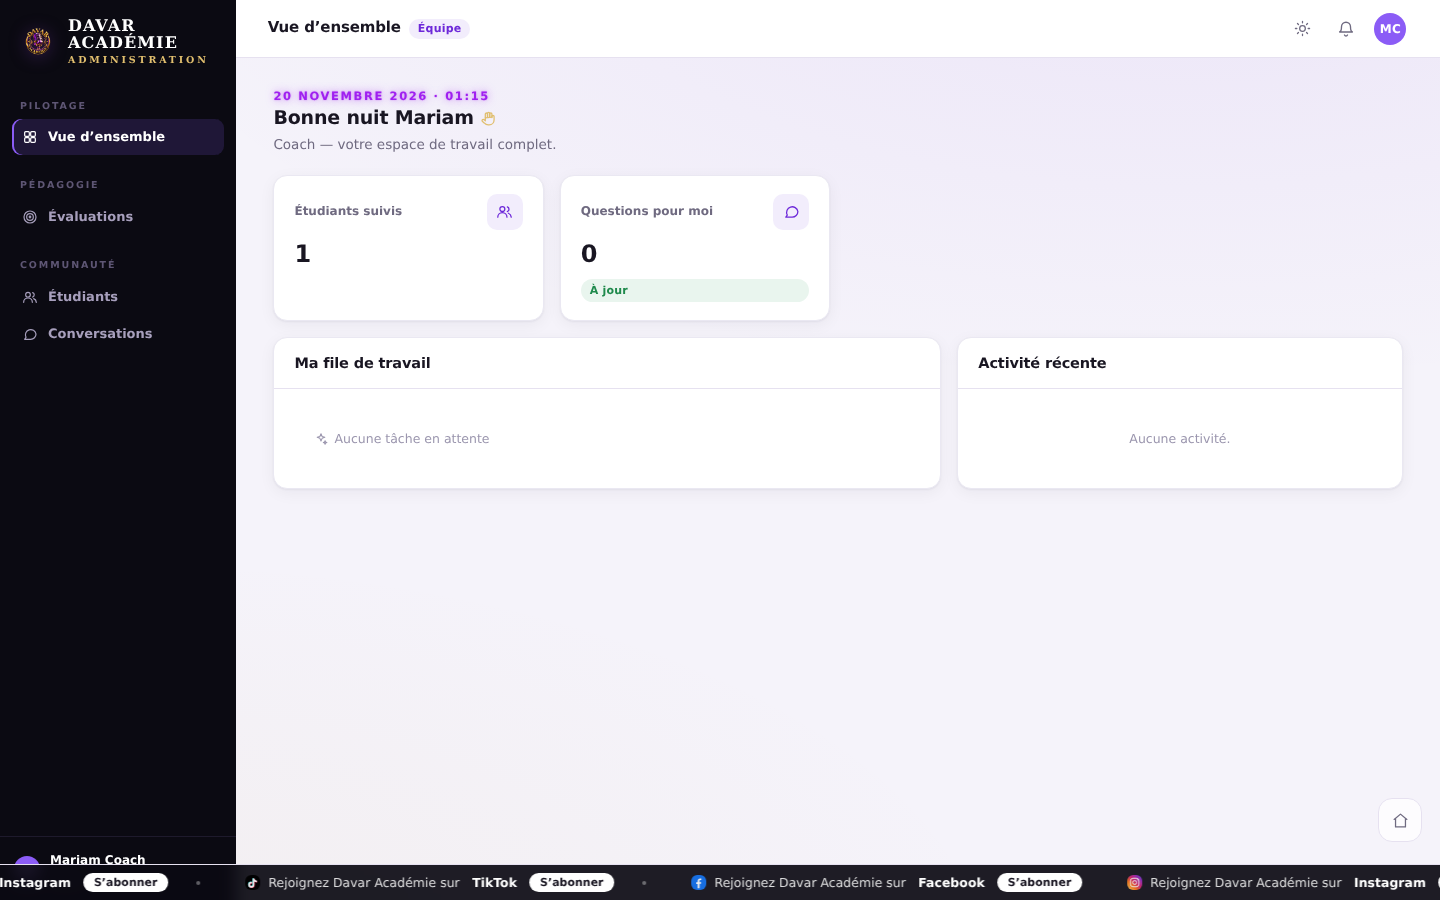 DAVAR
ACADÉMIE
ADMINISTRATION
PILOTAGE
Vue d’ensemble
PÉDAGOGIE
Évaluations
COMMUNAUTÉ
Étudiants
Conversations
Mariam Coach
Vue d’ensemble
Équipe
MC
20 NOVEMBRE 2026 · 01:15
Bonne nuit Mariam
Coach — votre espace de travail complet.
Étudiants suivis
1
Questions pour moi
0
À jour
Ma file de travail
Aucune tâche en attente
Activité récente
Aucune activité.
Instagram S’abonner • Rejoignez Davar Académie sur TikTok S’abonner • Rejoignez Davar Académie sur Facebook S’abonner Rejoignez Davar Académie sur Instagram